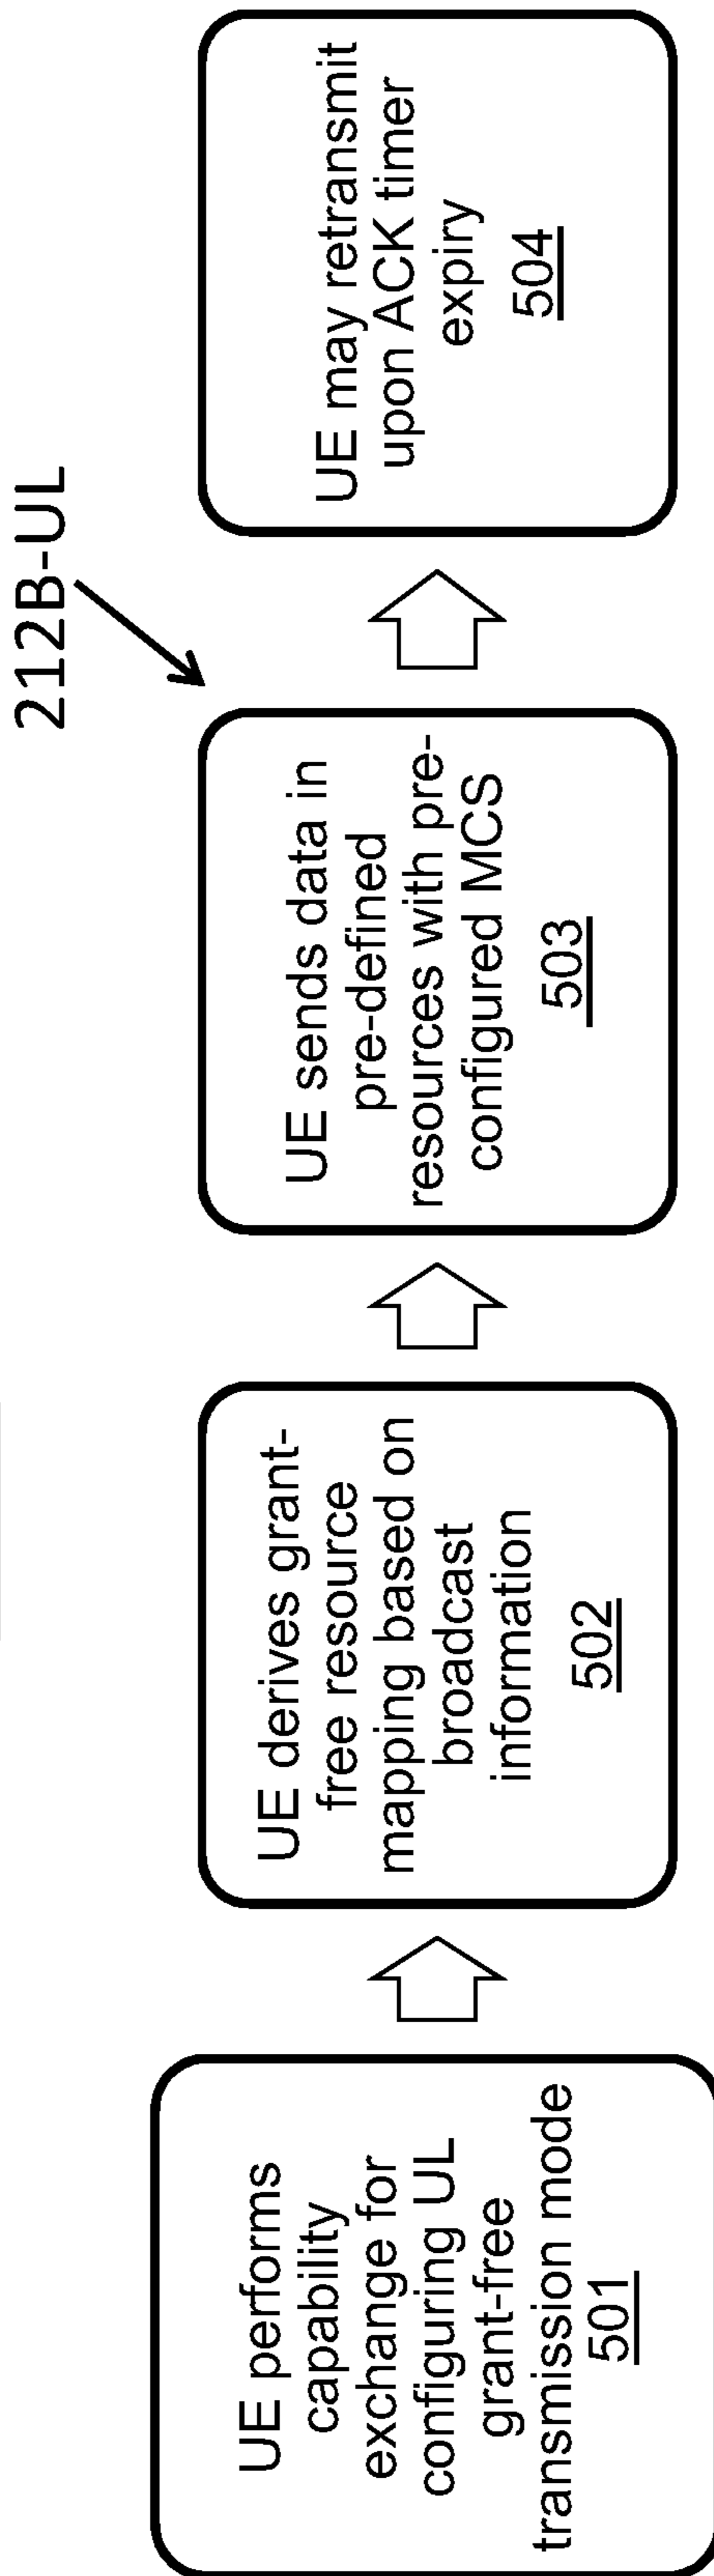 212B-UL
UE performs
capability
exchange for
configuring UL
grant-free
transmission mode
501
UE derives grant-
free resource
mapping based on
broadcast
information
502
UE sends data in
pre-defined
resources with pre-
configured MCS
503
UE may retransmit
upon ACK timer
expiry
504